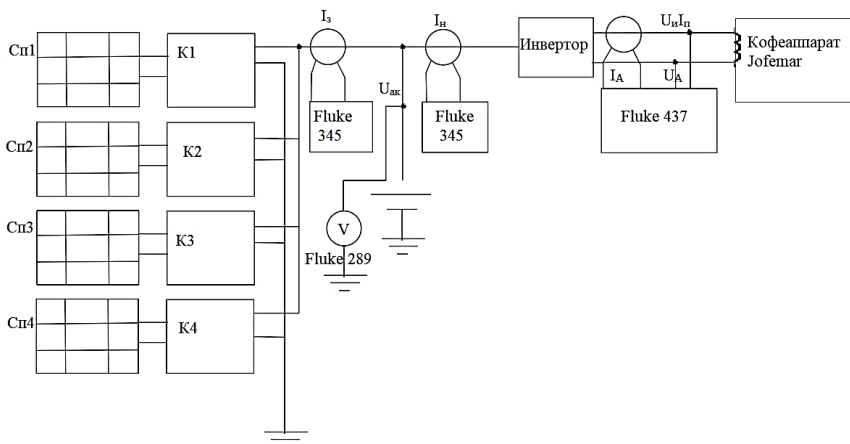 Сп1
К1
Iз
Iн
Инвертор
UиIп
Кофеаппарат
Jofemar
Fluke
345
Uак
Fluke
345
IА
UА
Fluke 437
Сп2
К2
Сп3
К3
V
Fluke 289
Сп4
К4